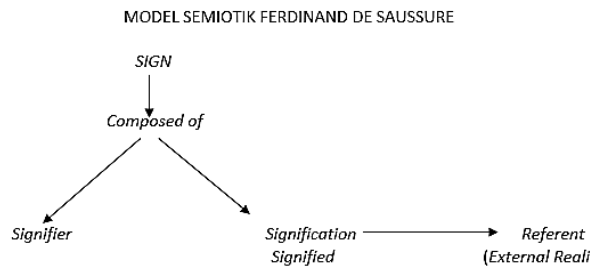 MODEL SEMIOTIK FERDINAND DE SAUSSURE
SIGN
Composed of
Signifier Signification Referent
Signified (External Reali